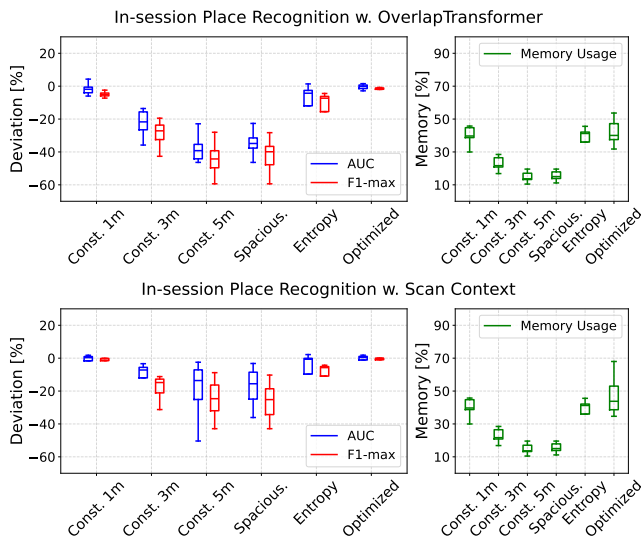 In-session Place Recognition w. OverlapTransformer
Deviation [%]
20
0
−20
−40
−60
AUC
F1-max
Const. 1m
Const. 3m
Const. 5m
Spacious.
Entropy
Optimized
Memory [%]
90
70
50
30
10
Memory Usage
Const. 1m
Const. 3m
Const. 5m
Spacious.
Entropy
Optimized
In-session Place Recognition w. Scan Context
Deviation [%]
20
0
−20
−40
−60
AUC
F1-max
Const. 1m
Const. 3m
Const. 5m
Spacious.
Entropy
Optimized
Memory [%]
90
70
50
30
10
Memory Usage
Const. 1m
Const. 3m
Const. 5m
Spacious.
Entropy
Optimized